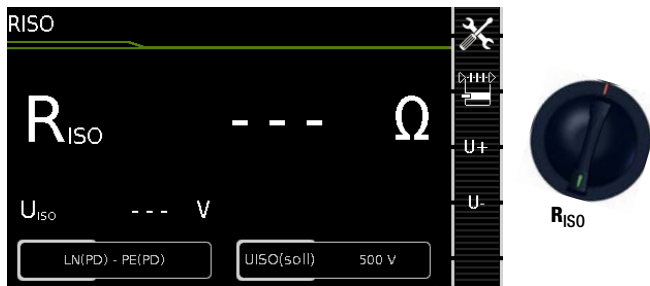 RISO
RISO --- Ω
U+
UISO --- V
U-
LN(PD) - PE(PD)
UISO(soll) 500 V
RISO